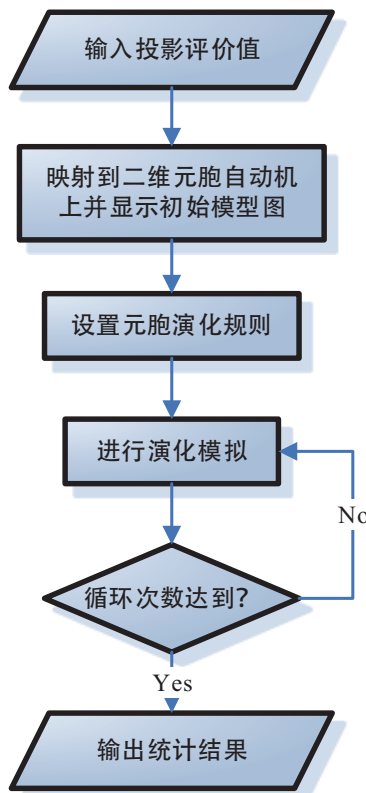 输入投影评价值
映射到二维元胞自动机
上并显示初始模型图
设置元胞演化规则
进行演化模拟
No
循环次数达到?
Yes
输出统计结果